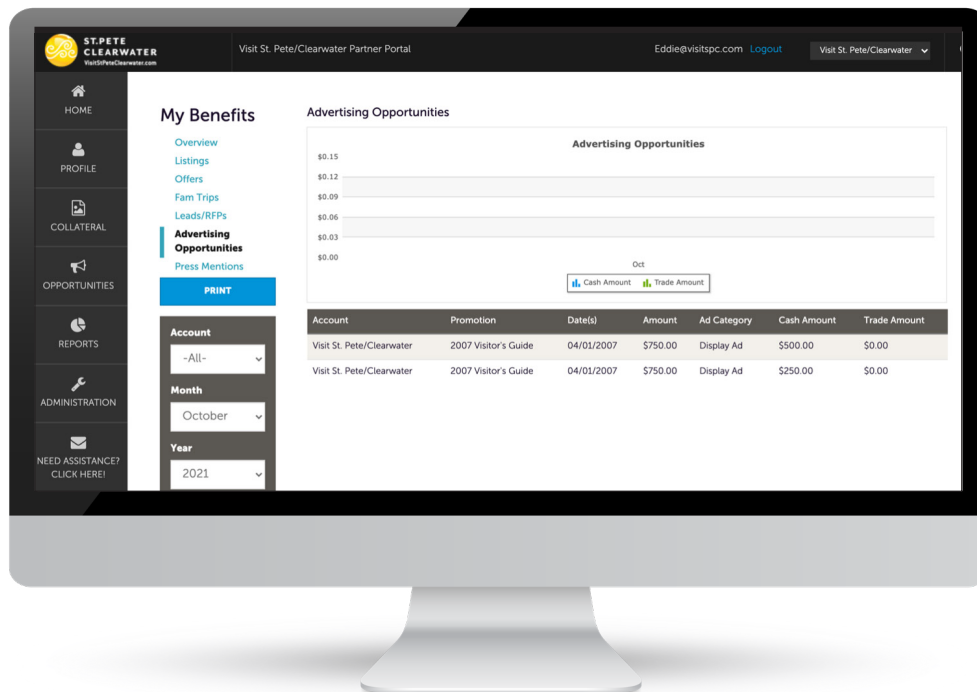 ST.PETE
CLEARWATER
VisitStPeteClearwater.com
Visit St. Pete/Clearwater Partner Portal
Eddie@visitspc.com Logout
Visit St. Pete/Clearwater
HOME
PROFILE
COLLATERAL
OPPORTUNITIES
REPORTS
ADMINISTRATION
NEED ASSISTANCE?
CLICK HERE!
My Benefits
Overview
Listings
Offers
Fam Trips
Leads/RFPs
Advertising
Opportunities
Press Mentions
PRINT
Account
-All-
Month
October
Year
2021
Advertising Opportunities
Advertising Opportunities
$0.15
$0.12
$0.09
$0.06
$0.03
$0.00
Oct
Cash Amount Trade Amount
Account Promotion Date(s) Amount Ad Category Cash Amount Trade Amount
Visit St. Pete/Clearwater 2007 Visitor's Guide 04/01/2007 $750.00 Display Ad $500.00 $0.00
Visit St. Pete/Clearwater 2007 Visitor's Guide 04/01/2007 $750.00 Display Ad $250.00 $0.00